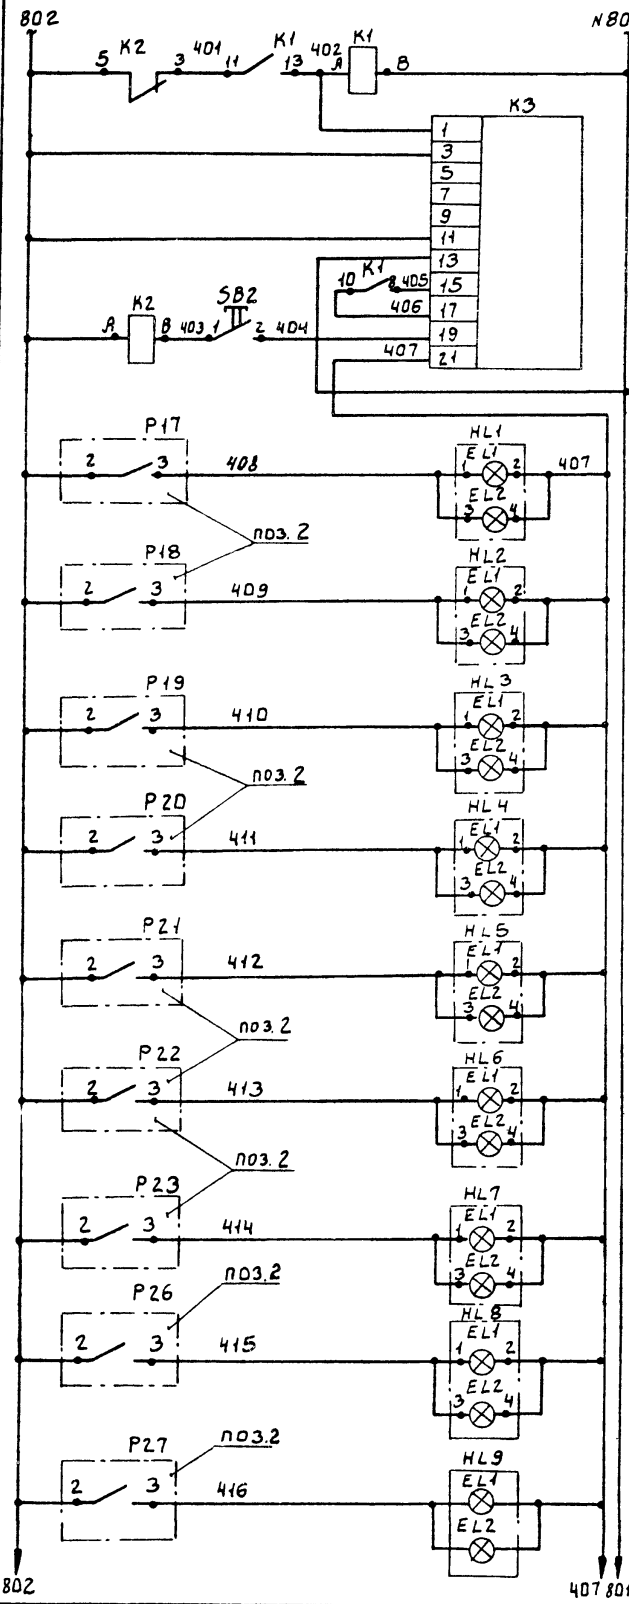 802 N 801
K2 K1 402 K1
5 3 401 11 13 A B
K3
1
3
5
7
9
11
13
10 K1 8 405 15
406 17
K2 SB2
A B 403 1 2 404 19
407 21
P17 HL1
2 3 408 1 EL1 2 407
3 EL2 4
поз. 2
P18 HL2
2 3 409 1 EL1 2
3 EL2 4
P19 HL3
2 3 410 1 EL1 2
3 EL2 4
поз. 2
P20 HL4
2 3 411 1 EL1 2
3 EL2 4
P21 HL5
2 3 412 1 EL1 2
3 EL2 4
поз. 2
P22 HL6
2 3 413 1 EL1 2
3 EL2 4
поз. 2
P23 HL7
2 3 414 1 EL1 2
3 EL2 4
поз. 2
P26 HL8
2 3 415 1 EL1 2
3 EL2 4
поз. 2
P27 HL9
2 3 416 EL1
EL2
802 407 801